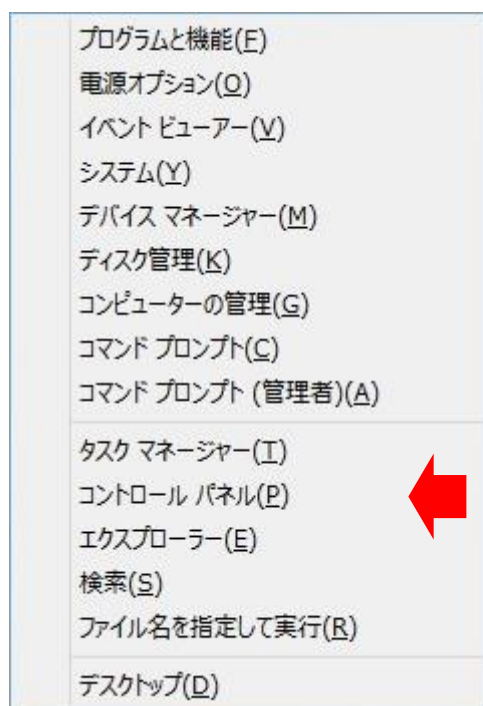 プログラムと機能(F)
電源オプション(O)
イベント ビューアー(V)
システム(Y)
デバイス マネージャー(M)
ディスク管理(K)
コンピューターの管理(G)
コマンド プロンプト(C)
コマンド プロンプト (管理者)(A)
タスク マネージャー(T)
コントロール パネル(P)
エクスプローラー(E)
検索(S)
ファイル名を指定して実行(R)
デスクトップ(D)